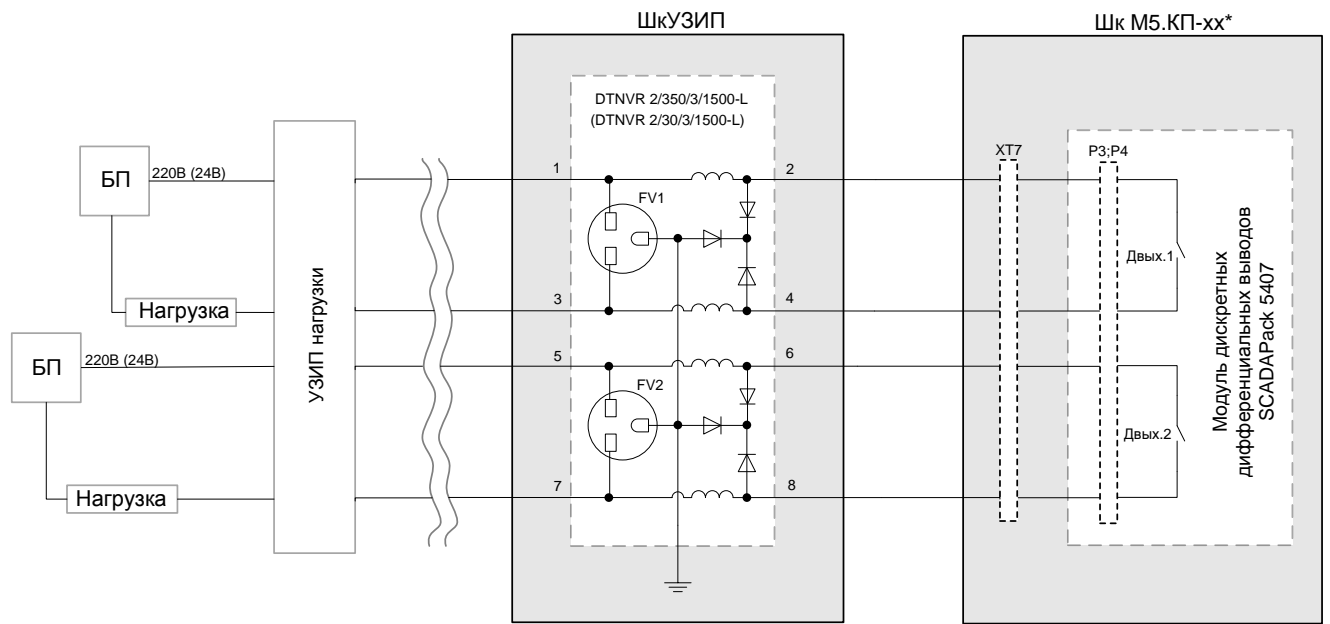 ШкУЗИП
Шк М5.КП-хх*
DTNVR 2/350/3/1500-L
(DTNVR 2/30/3/1500-L)
XT7
P3;P4
БП
220В (24В)
1
2
FV1
Двых.1
УЗИП нагрузки
Модуль дискретных
дифференциальных выводов
SCADAPack 5407
Нагрузка
3
4
БП
220В (24В)
5
6
FV2
Двых.2
Нагрузка
7
8